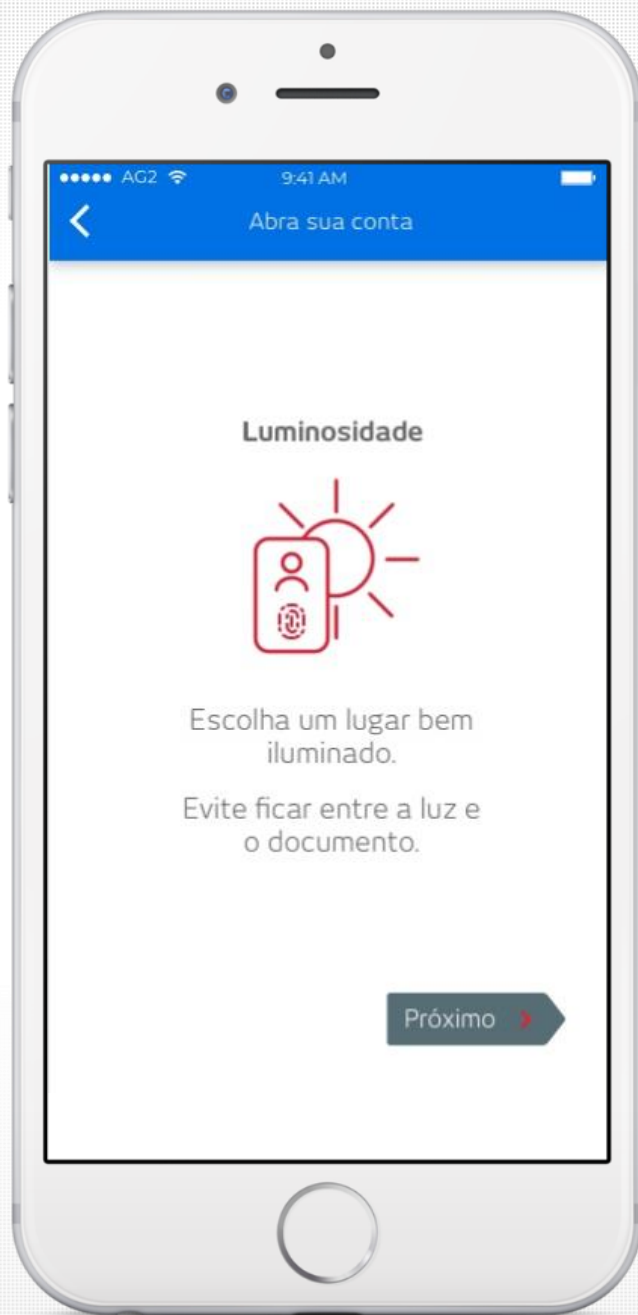 AG2
9:41 AM
Abra sua conta
Luminosidade
Escolha um lugar bem
iluminado.
Evite ficar entre a luz e
o documento.
Próximo